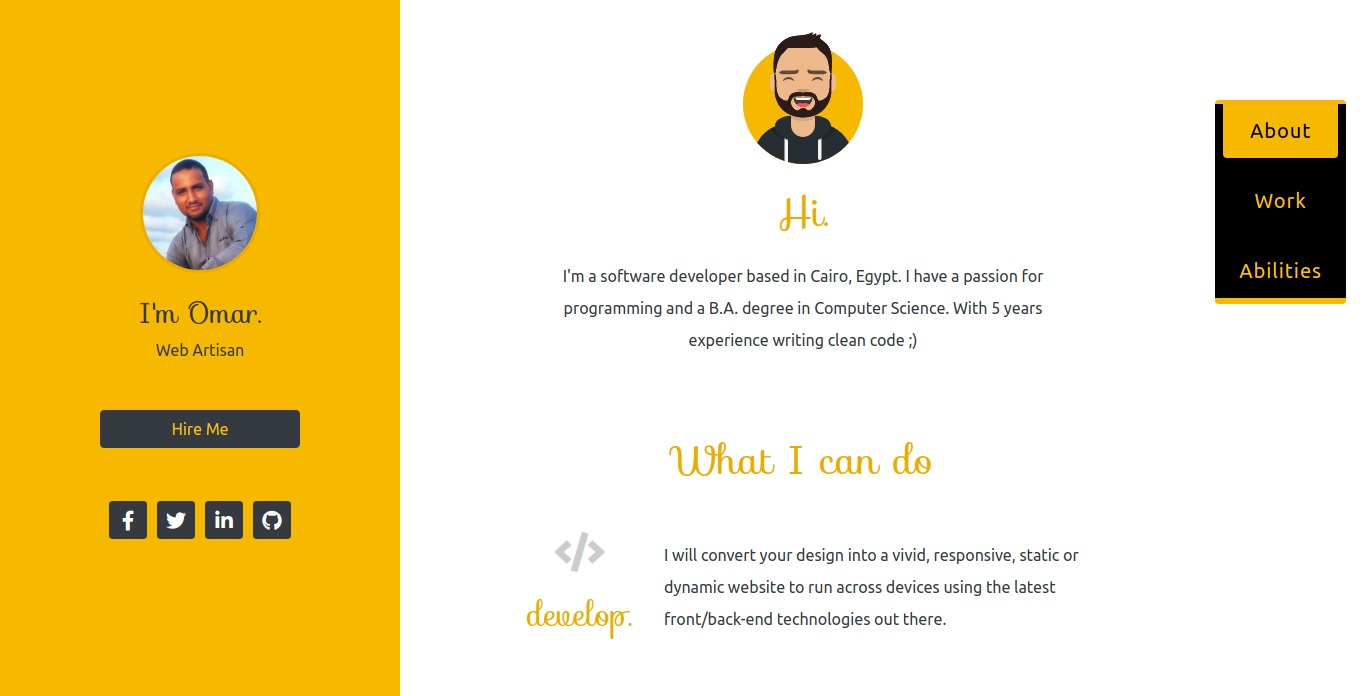 I'm Omar.
Web Artisan
Hire Me
Hi.
I'm a software developer based in Cairo, Egypt. I have a passion for
programming and a B.A. degree in Computer Science. With 5 years
experience writing clean code ;)
What I can do
</>
develop.
I will convert your design into a vivid, responsive, static or
dynamic website to run across devices using the latest
front/back-end technologies out there.
About
Work
Abilities